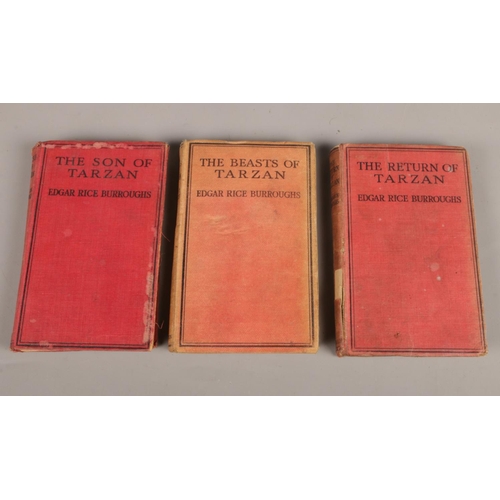 THE SON OF
TARZAN
EDGAR RICE BURROUGHS
THE BEASTS OF
TARZAN
EDGAR RICE BURROUGHS
THE RETURN OF
TARZAN
EDGAR RICE BURROUGHS